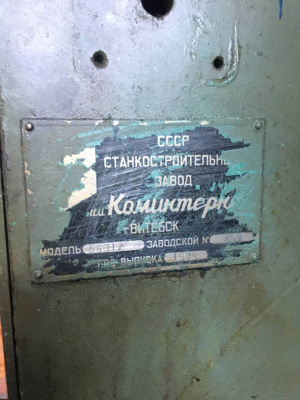 СССР
СТАНКОСТРОИТЕЛЬН
ЗАВОД
им Коминтерн
г.ВИТЕБСК
МОДЕЛЬ ЗАВОДСКОЙ №
ВЫПУСКА